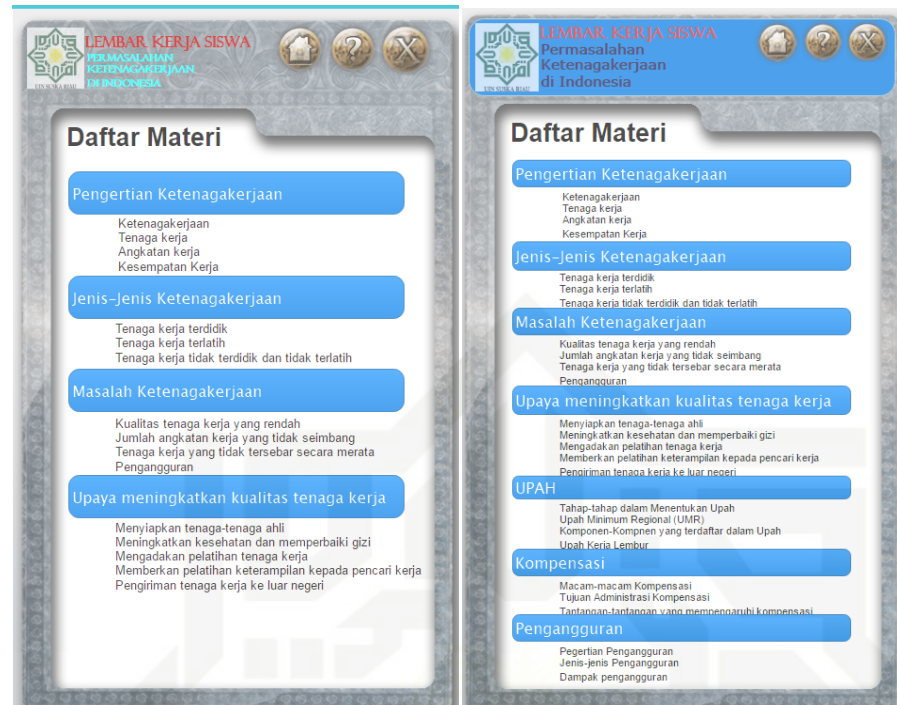 LEMBAR KERJA SISWA
PERMASALAHAN
KETENAGAKERJAAN
DI INDONESIA
UIN SUSKA RIAU
Daftar Materi
Pengertian Ketenagakerjaan
Ketenagakerjaan
Tenaga kerja
Angkatan kerja
Kesempatan Kerja
Jenis-Jenis Ketenagakerjaan
Tenaga kerja terdidik
Tenaga kerja terlatih
Tenaga kerja tidak terdidik dan tidak terlatih
Masalah Ketenagakerjaan
Kualitas tenaga kerja yang rendah
Jumlah angkatan kerja yang tidak seimbang
Tenaga kerja yang tidak tersebar secara merata
Pengangguran
Upaya meningkatkan kualitas tenaga kerja
Menyiapkan tenaga-tenaga ahli
Meningkatkan kesehatan dan memperbaiki gizi
Mengadakan pelatihan tenaga kerja
Memberkan pelatihan keterampilan kepada pencari kerja
Pengiriman tenaga kerja ke luar negeri
LEMBAR KERJA SISWA
Permasalahan
Ketenagakerjaan
di Indonesia
UIN SUSKA RIAU
Daftar Materi
Pengertian Ketenagakerjaan
Ketenagakerjaan
Tenaga kerja
Angkatan kerja
Kesempatan Kerja
Jenis-Jenis Ketenagakerjaan
Tenaga kerja terdidik
Tenaga kerja terlatih
Tenaga kerja tidak terdidik dan tidak terlatih
Masalah Ketenagakerjaan
Kualitas tenaga kerja yang rendah
Jumlah angkatan kerja yang tidak seimbang
Tenaga kerja yang tidak tersebar secara merata
Pengangguran
Upaya meningkatkan kualitas tenaga kerja
Menyiapkan tenaga-tenaga ahli
Meningkatkan kesehatan dan memperbaiki gizi
Mengadakan pelatihan tenaga kerja
Memberkan pelatihan keterampilan kepada pencari kerja
Pengiriman tenaga kerja ke luar negeri
UPAH
Tahap-tahap dalam Menentukan Upah
Upah Minimum Regional (UMR)
Komponen-Kompnen yang terdaftar dalam Upah
Upah Kerja Lembur
Kompensasi
Macam-macam Kompensasi
Tujuan Administrasi Kompensasi
Tantangan-tantangan yang mempengaruhi kompensasi
Pengangguran
Pegertian Pengangguran
Jenis-jenis Pengangguran
Dampak pengangguran